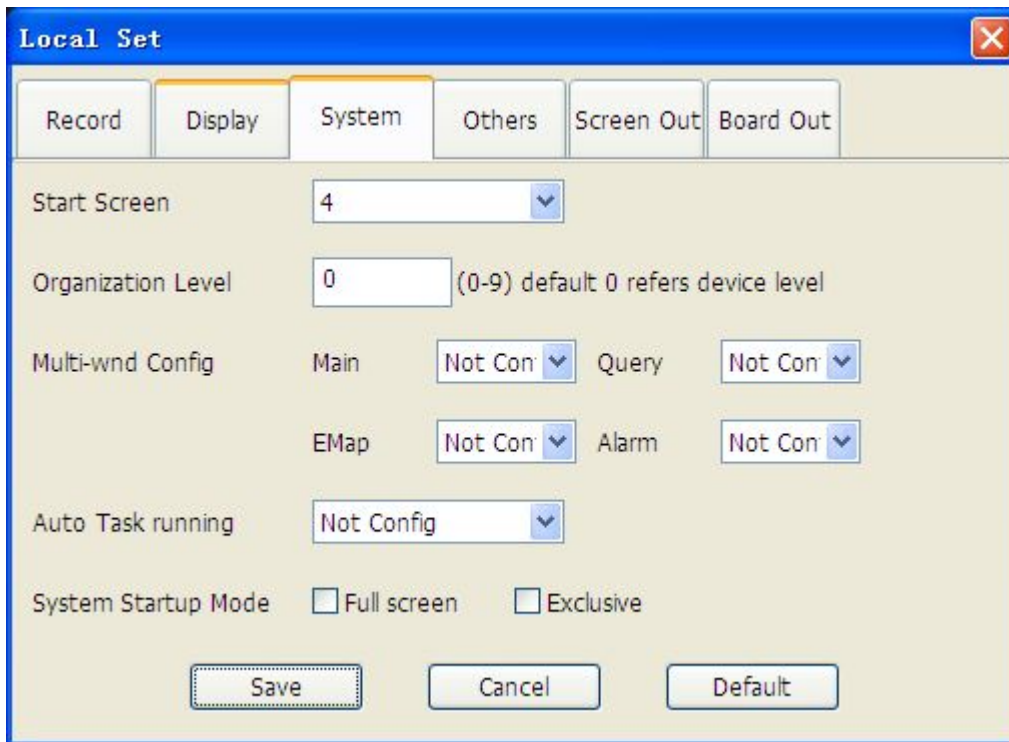 Local Set
Record Display System Others Screen Out Board Out
Start Screen 4
Organization Level 0 (0-9) default 0 refers device level
Multi-wnd Config Main Not Con Query Not Con
EMap Not Con Alarm Not Con
Auto Task running Not Config
System Startup Mode Full screen Exclusive
Save Cancel Default